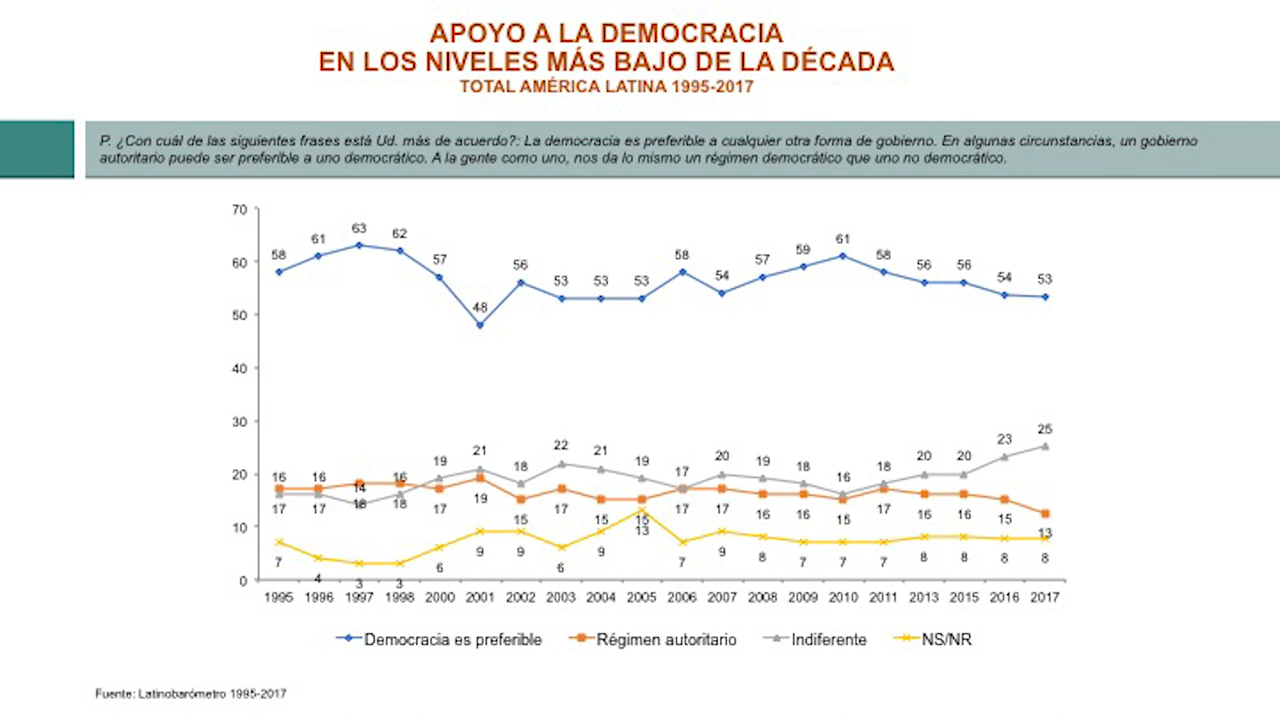 APOYO A LA DEMOCRACIA
EN LOS NIVELES MÁS BAJO DE LA DÉCADA
TOTAL AMÉRICA LATINA 1995-2017
P. ¿Con cuál de las siguientes frases está Ud. más de acuerdo?: La democracia es preferible a cualquier otra forma de gobierno. En algunas circunstancias, un gobierno
autoritario puede ser preferible a uno democrático. A la gente como uno, nos da lo mismo un régimen democrático que uno no democrático.
70
60
50
40
30
20
10
0
58 61 63 62 57 48 56 53 53 53 58 54 57 59 61 58 56 56 54 53
16 16 14 16 19 21 18 22 21 19 17 20 19 18 16 18 20 20 23 25
17 17 18 18 17 19 15 17 15 15 17 17 16 16 15 17 16 16 15 13
7 4 3 3 6 9 9 6 9 13 7 9 8 7 7 7 8 8 8 8
1995 1996 1997 1998 2000 2001 2002 2003 2004 2005 2006 2007 2008 2009 2010 2011 2013 2015 2016 2017
Democracia es preferible Régimen autoritario Indiferente NS/NR
Fuente: Latinobarómetro 1995-2017